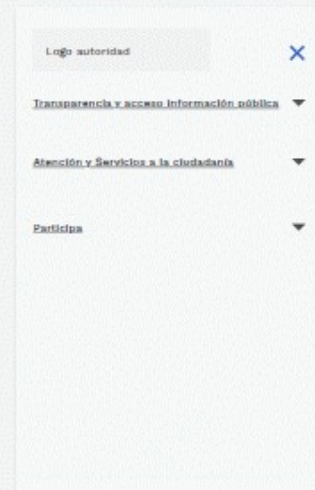 Logo autoridad
Transparencia y acceso información pública
Atención y Servicios a la ciudadanía
Participa